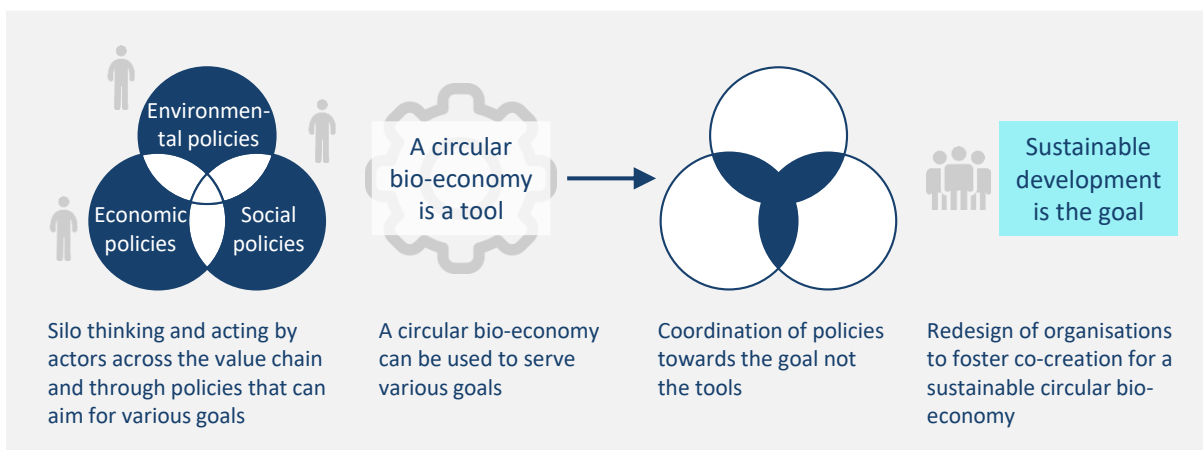 Environmen-
tal policies
Economic
policies
Social
policies
A circular
bio-economy
is a tool
Sustainable
development
is the goal
Silo thinking and acting by
actors across the value chain
and through policies that can
aim for various goals
A circular bio-economy
can be used to serve
various goals
Coordination of policies
towards the goal not
the tools
Redesign of organisations
to foster co-creation for a
sustainable circular bio-
economy